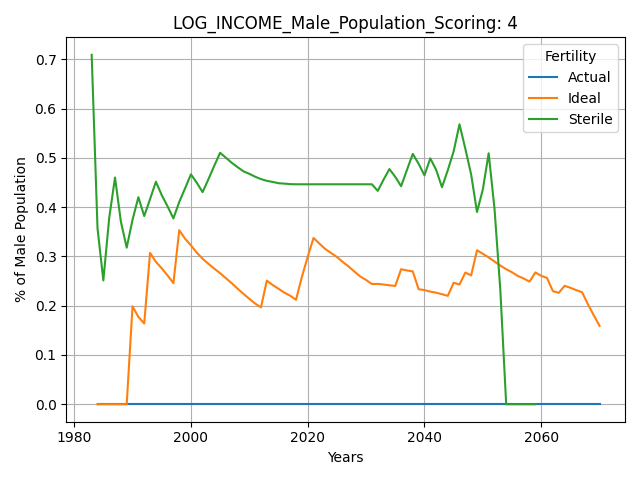 LOG_INCOME_Male_Population_Scoring: 4
Fertility
Actual
Ideal
Sterile
% of Male Population
0.7
0.6
0.5
0.4
0.3
0.2
0.1
0.0
1980
2000
2020
2040
2060
Years